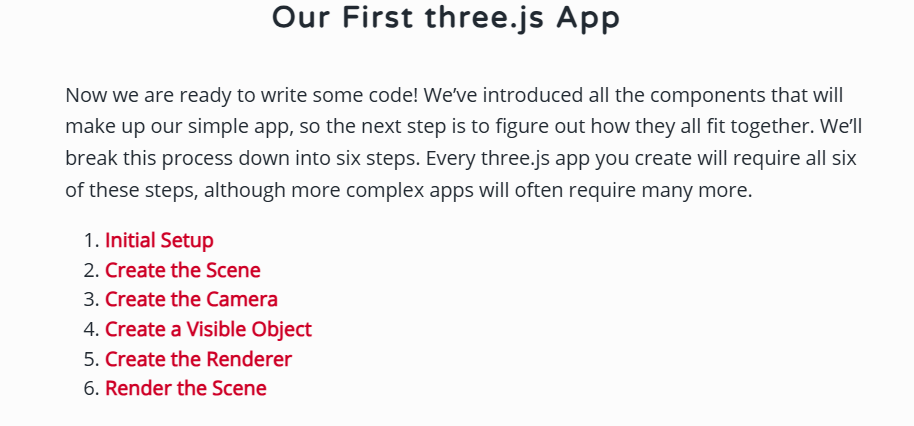 Our First three.js App
Now we are ready to write some code! We’ve introduced all the components that will
make up our simple app, so the next step is to figure out how they all fit together. We’ll
break this process down into six steps. Every three.js app you create will require all six
of these steps, although more complex apps will often require many more.
1. Initial Setup
2. Create the Scene
3. Create the Camera
4. Create a Visible Object
5. Create the Renderer
6. Render the Scene